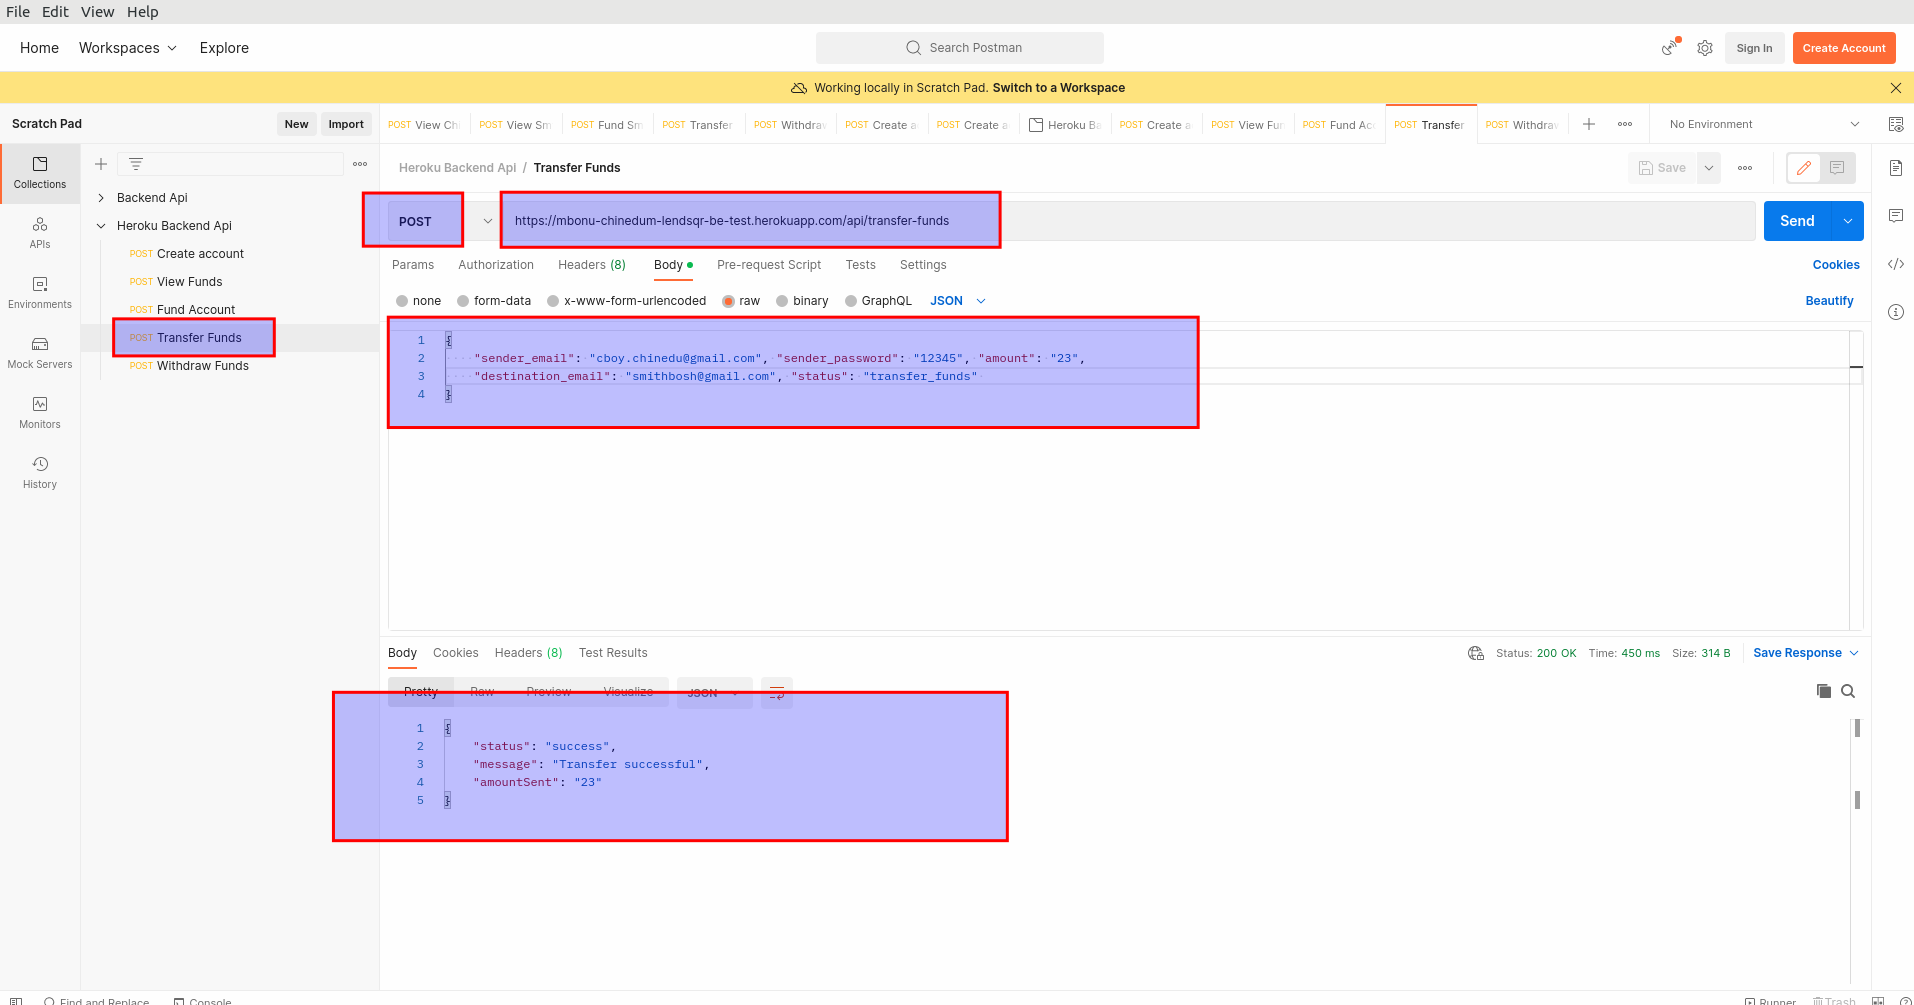 File Edit View Help
Home Workspaces Explore
Search Postman
Sign In
Create Account
Working locally in Scratch Pad. Switch to a Workspace
Scratch Pad
New
Import
POST View Ch
POST View Sm
POST Fund Sm
POST Transfer
POST Withdraw
POST Create a
POST Create a
Heroku Ba
POST Create a
POST View Fun
POST Fund Acc
POST Transfer
POST Withdraw
No Environment
Collections
APIs
Environments
Mock Servers
Monitors
History
Backend Api
Heroku Backend Api
POST Create account
POST View Funds
POST Fund Account
POST Transfer Funds
POST Withdraw Funds
Heroku Backend Api / Transfer Funds
Save
POST
https://mbonu-chinedum-lendsqr-be-test.herokuapp.com/api/transfer-funds
Send
Params Authorization Headers (8) Body Pre-request Script Tests Settings
Cookies
none form-data x-www-form-urlencoded raw binary GraphQL JSON
Beautify
1 {
2 "sender_email": "cboy.chinedu@gmail.com", "sender_password": "12345", "amount": "23",
3 "destination_email": "smithbosh@gmail.com", "status": "transfer_funds"
4 }
Body Cookies Headers (8) Test Results
Status: 200 OK Time: 450 ms Size: 314 B
Save Response
Pretty Raw Preview Visualize JSON
1 {
2 "status": "success",
3 "message": "Transfer successful",
4 "amountSent": "23"
5 }
Find and Replace Console
Runner Trash